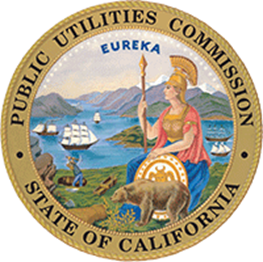 PUBLIC UTILITIES COMMISSION
EUREKA
STATE OF CALIFORNIA